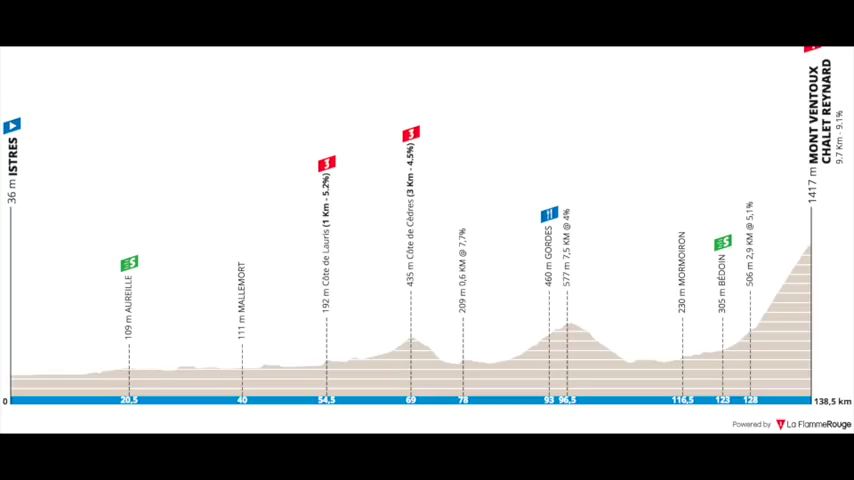 36 m ISTRES
109 m AUREILLE
S
111 m MALLEMORT
192 m Côte de Lauris (1 Km - 5.2%)
3
435 m Côte de Cèdres (3 Km - 4.5%)
3
209 m 0,6 KM @ 7,7%
460 m GORDES
577 m 7,5 KM @ 4%
230 m MORMOIRON
305 m BÉDOIN
S
506 m 2,9 KM @ 5,1%
1417 m MONT VENTOUX
CHALET REYNARD
9.7 Km - 9.1%
0 20,5 40 54,5 69 78 93 96,5 116,5 123 128 138,5 km
Powered by La FlammeRouge